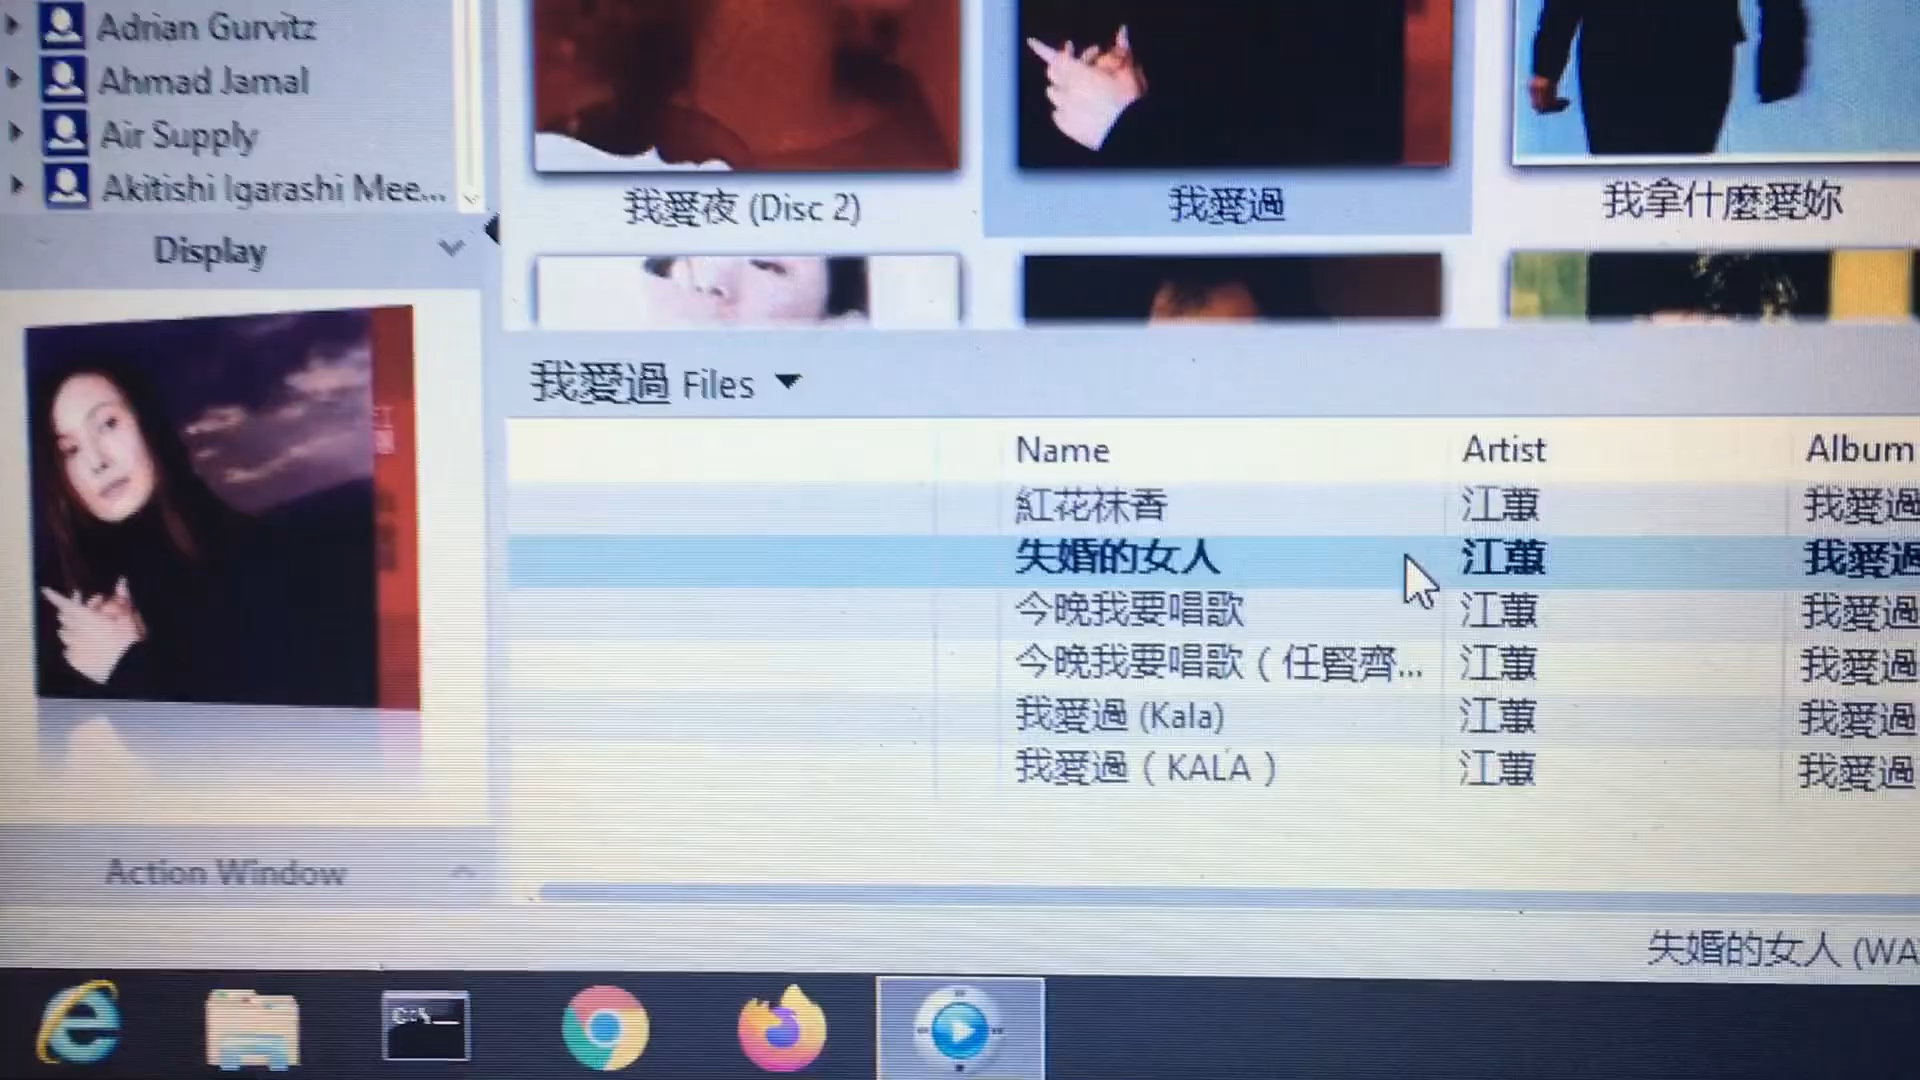 Adrian Gurvitz
Ahmad Jamal
Air Supply
Akitishi Igarashi Mee...
Display
我愛夜 (Disc 2)
我愛過
我拿什麼愛妳
我愛過 Files
Name Artist Album
紅花袜香 江蕙 我愛過
失婚的女人 江蕙 我愛過
今晚我要唱歌 江蕙 我愛過
今晚我要唱歌（任賢齊... 江蕙 我愛過
我愛過 (Kala) 江蕙 我愛過
我愛過（KALA） 江蕙 我愛過
Action Window
失婚的女人 (WA
C:\_